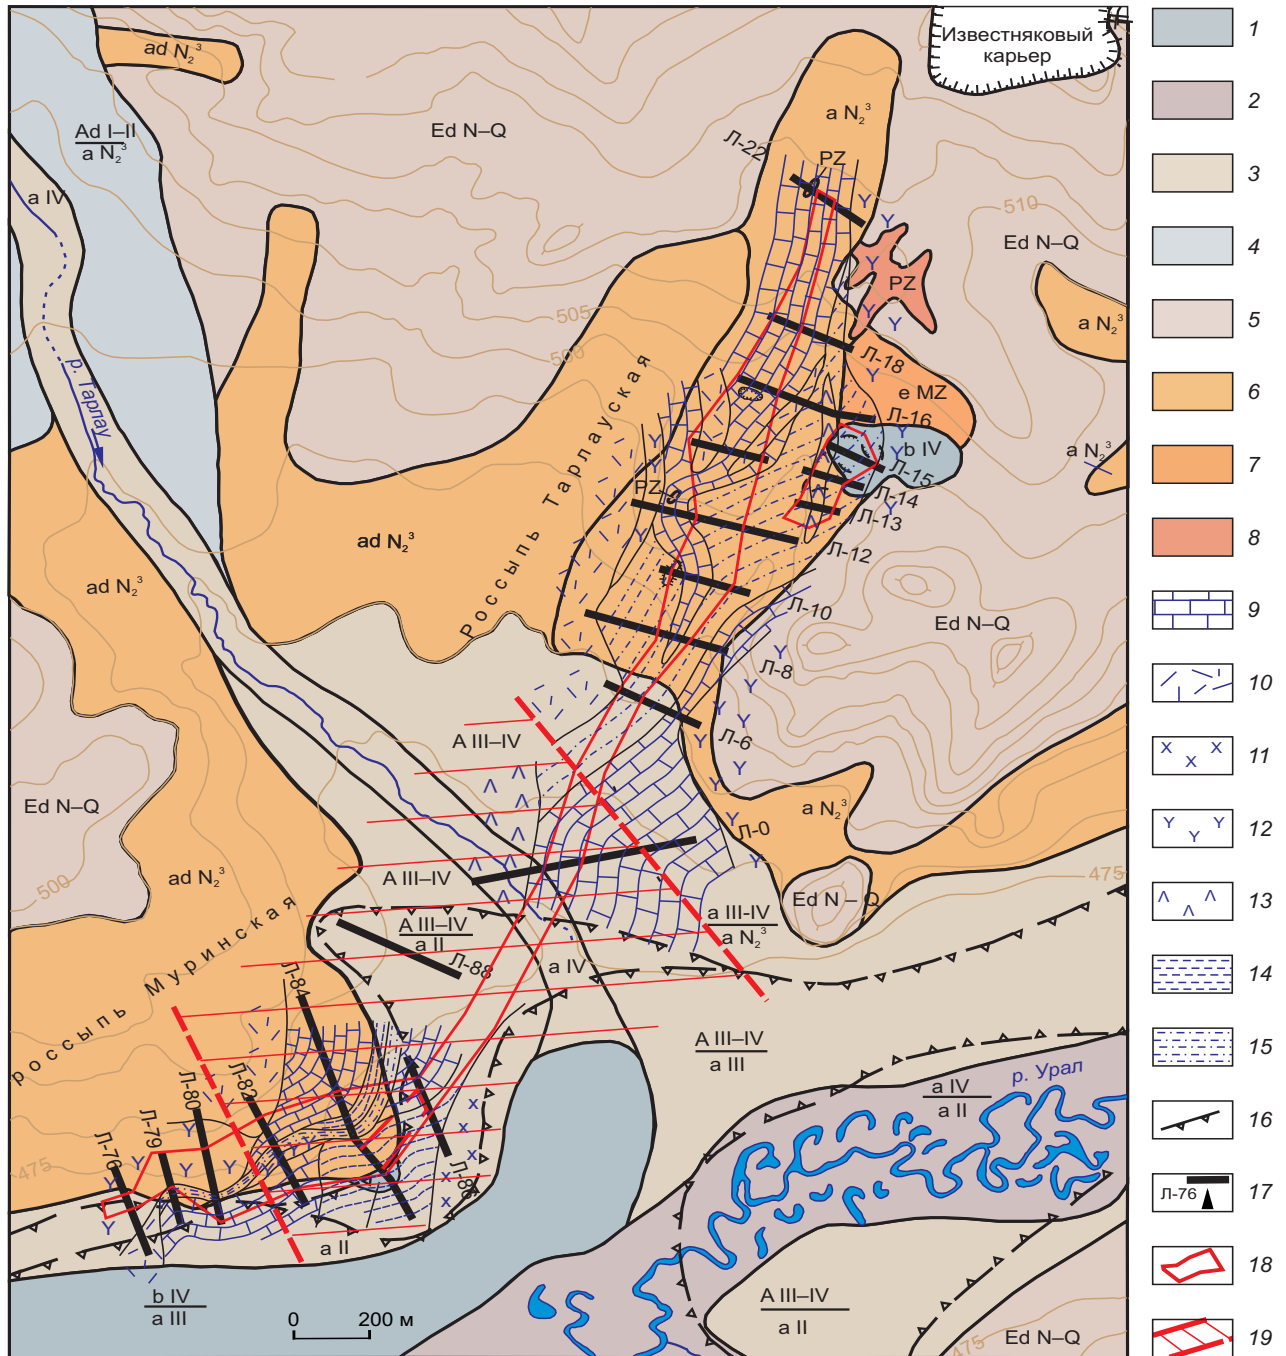 Известняковый
карьер
1
2
3
4
5
6
7
8
9
10
11
12
13
14
15
16
Л-76
17
18
19
ad N₂³
Ed N–Q
a N₂³
Ad I–II
a N₂³
a IV
Л-22
PZ
510
Ed N–Q
PZ
a N₂³
505
500
р. Тарлау
Россыпь Тарлауская
Л-18
e MZ
Л-16
b IV
a N₂³
Л-15
Л-14
Л-13
PZ
ad N₂³
Л-12
ad N₂³
Л-10
Ed N–Q
Л-8
Л-6
A III–IV
Ed N–Q
a N₂³
Л-0
500
ad N₂³
A III–IV
475
Ed N – Q
A III–IV
a II
a III-IV
a N₂³
россыпь Муринская
Л-88
a IV
Л-84
A III–IV
a III
р. Урал
a IV
a II
Л-82
Л-80
Л-79
Л-76
475
Л-86
a II
b IV
a III
0 200 м
A III–IV
a II
Ed N–Q
475